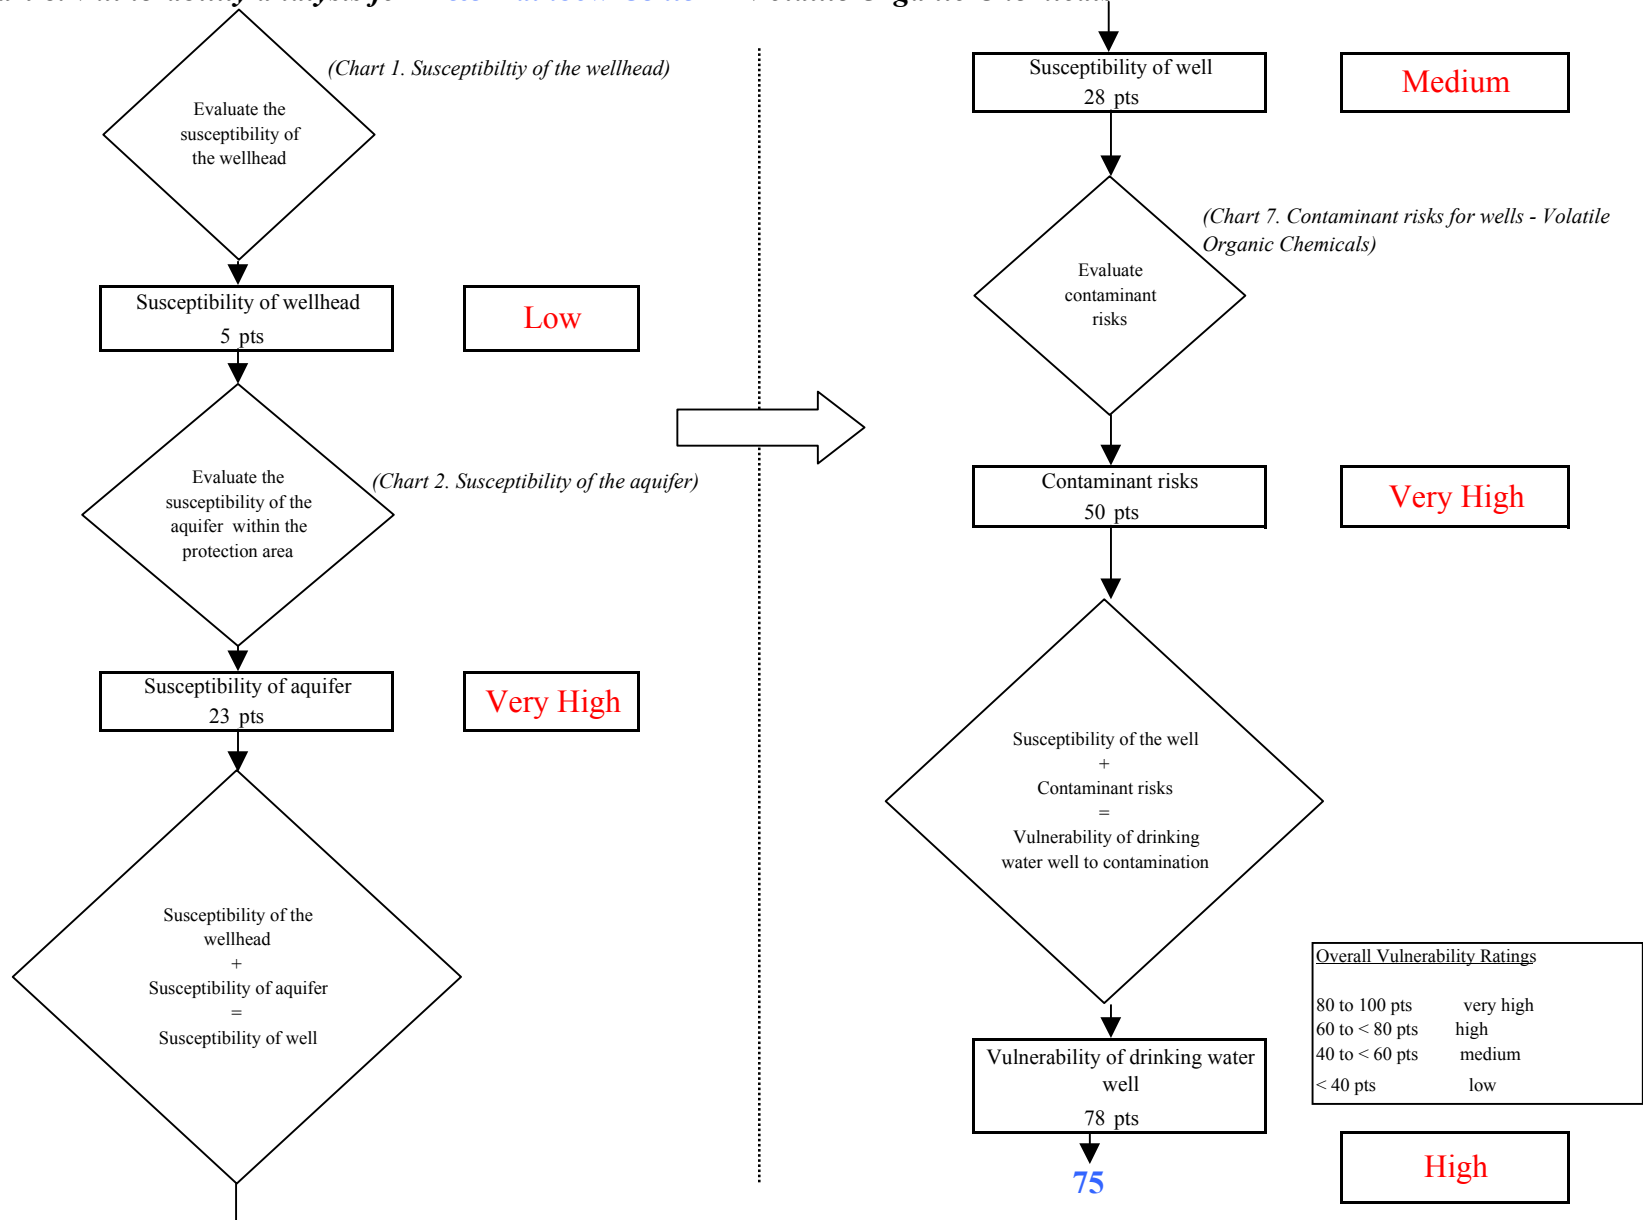 (Chart 1. Susceptibiltiy of the wellhead)
Evaluate the
susceptibility of
the wellhead
Susceptibility of wellhead
5 pts
Low
(Chart 2. Susceptibility of the aquifer)
Evaluate the
susceptibility of the
aquifer within the
protection area
Susceptibility of aquifer
23 pts
Very High
Susceptibility of the
wellhead
+
Susceptibility of aquifer
=
Susceptibility of well
Susceptibility of well
28 pts
Medium
(Chart 7. Contaminant risks for wells - Volatile
Organic Chemicals)
Evaluate
contaminant
risks
Contaminant risks
50 pts
Very High
Susceptibility of the well
+
Contaminant risks
=
Vulnerability of drinking
water well to contamination
Overall Vulnerability Ratings
80 to 100 pts very high
60 to < 80 pts high
40 to < 60 pts medium
< 40 pts low
Vulnerability of drinking water
well
78 pts
75
High